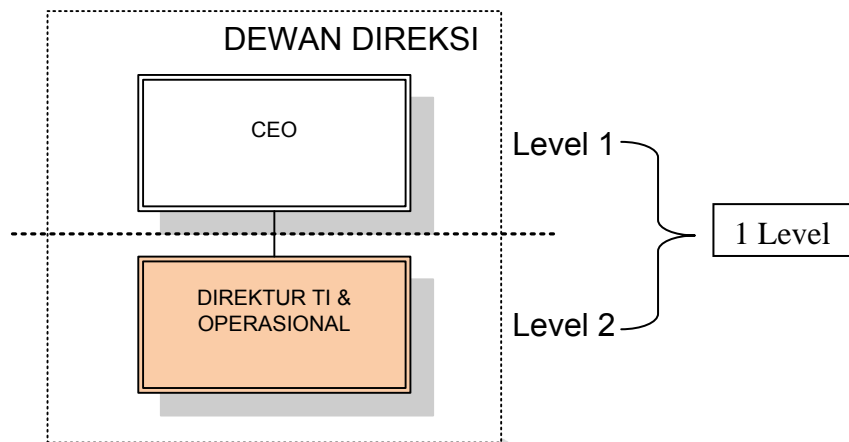 DEWAN DIREKSI
CEO
Level 1
1 Level
DIREKTUR TI &
OPERASIONAL
Level 2